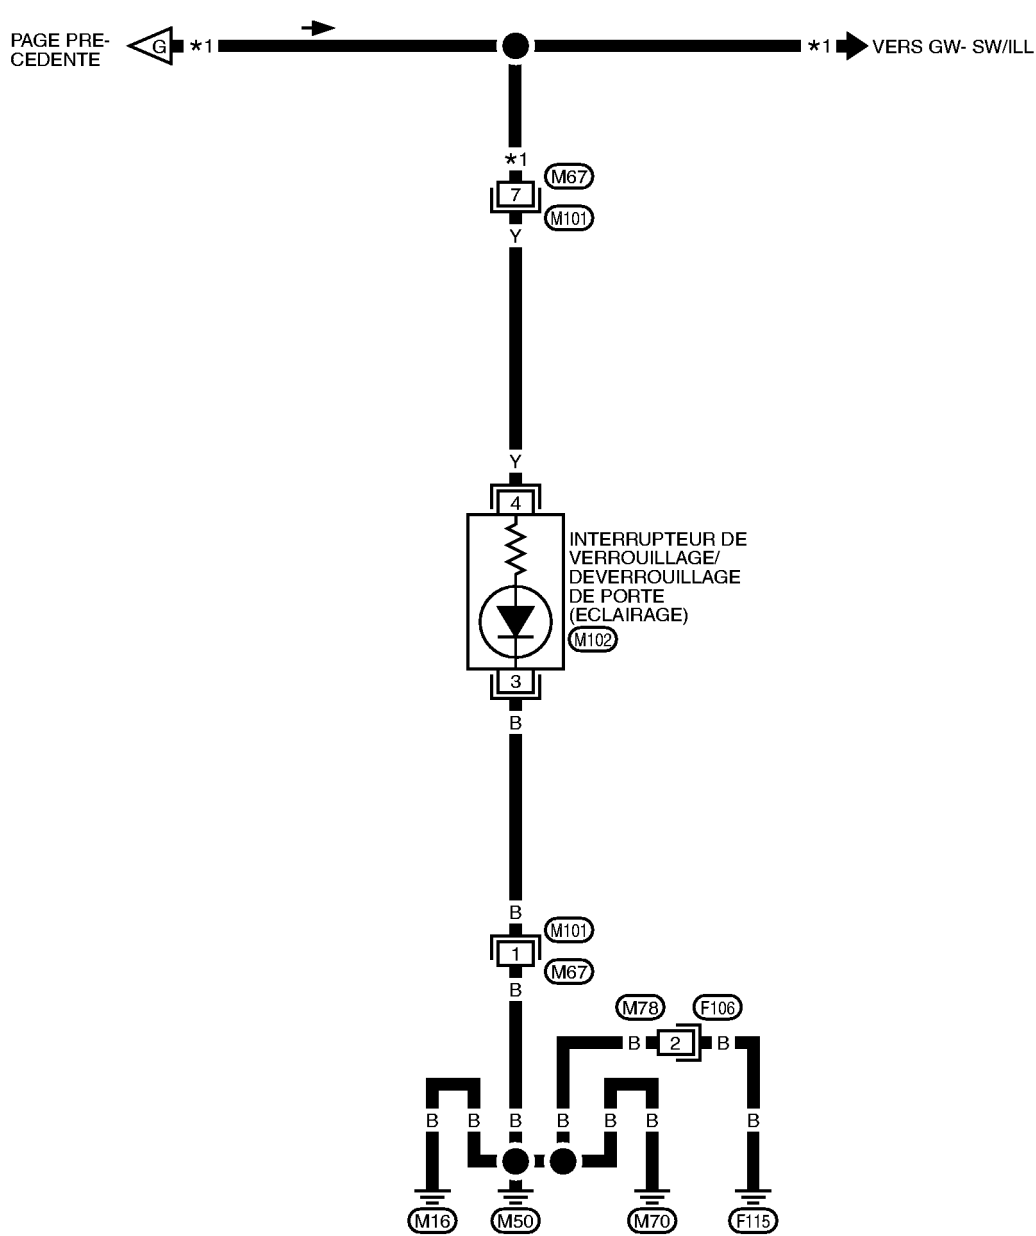 PAGE PRE-
CEDENTE
G
*1
*1
VERS GW- SW/ILL
*1
7
M67
M101
Y
Y
4
INTERRUPTEUR DE
VERROUILLAGE/
DEVERROUILLAGE
DE PORTE
(ECLAIRAGE)
M102
3
B
B
M101
1
M67
B
M78
F106
B
2
B
B
B
B
B
B
B
B
M16
M50
M70
F115